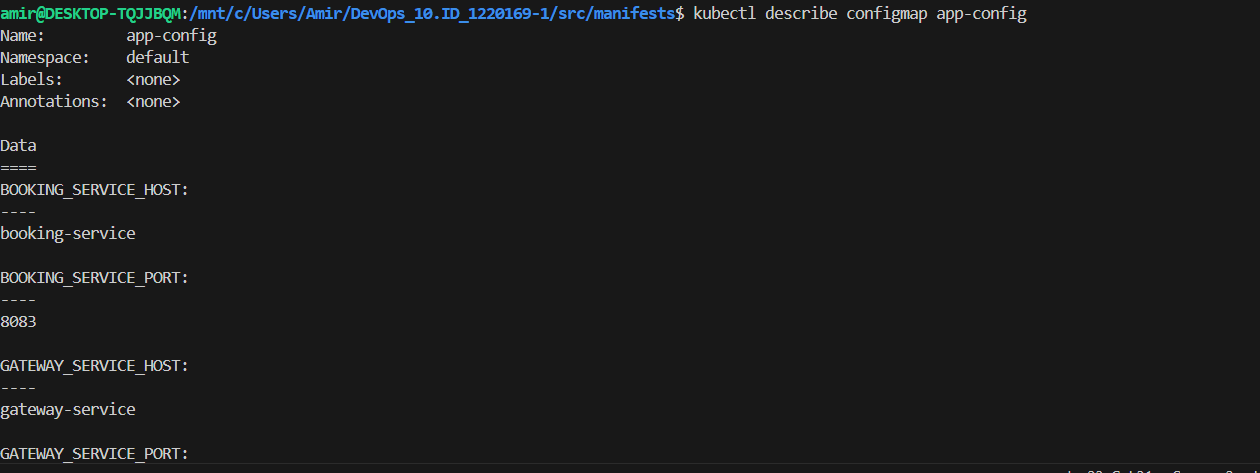 amir@DESKTOP-TQJJBQM:/mnt/c/Users/Amir/DevOps_10.ID_1220169-1/src/manifests$ kubectl describe configmap app-config
Name:         app-config
Namespace:    default
Labels:       <none>
Annotations:  <none>

Data
====
BOOKING_SERVICE_HOST:
----
booking-service

BOOKING_SERVICE_PORT:
----
8083

GATEWAY_SERVICE_HOST:
----
gateway-service

GATEWAY_SERVICE_PORT: